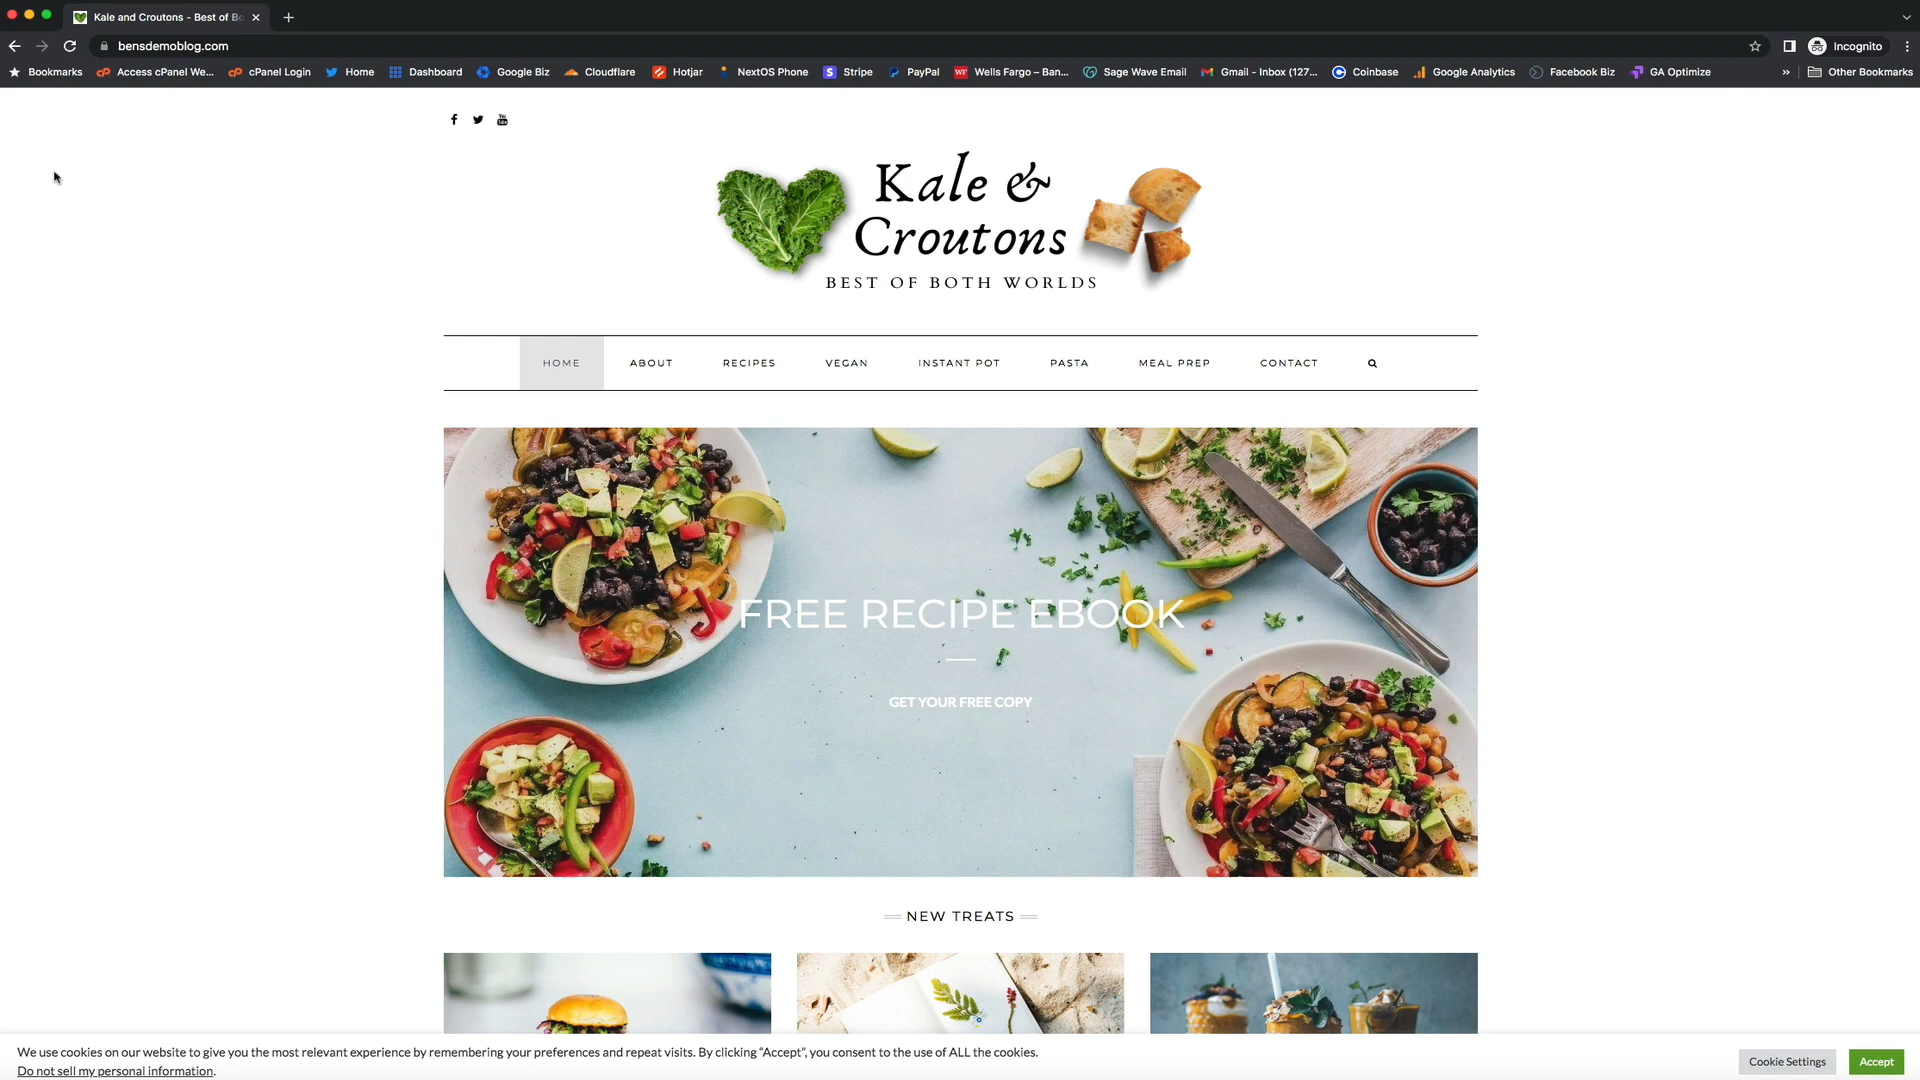 Kale and Croutons - Best of Bo
bensdemoblog.com
Incognito
Bookmarks
Access cPanel We...
cPanel Login
Home
Dashboard
Google Biz
Cloudflare
Hotjar
NextOS Phone
Stripe
PayPal
WF
Wells Fargo – Ban...
Sage Wave Email
Gmail - Inbox (127...
Coinbase
Google Analytics
Facebook Biz
GA Optimize
Other Bookmarks
Kale &
Croutons
BEST OF BOTH WORLDS
HOME
ABOUT
RECIPES
VEGAN
INSTANT POT
PASTA
MEAL PREP
CONTACT
FREE RECIPE EBOOK
GET YOUR FREE COPY
NEW TREATS
We use cookies on our website to give you the most relevant experience by remembering your preferences and repeat visits. By clicking “Accept”, you consent to the use of ALL the cookies.
Do not sell my personal information.
Cookie Settings
Accept